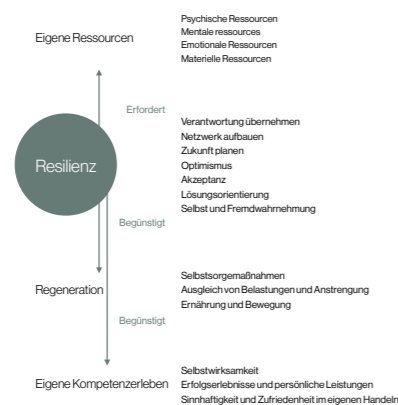 Psychische Ressourcen
Mentale ressources
Eigene Ressourcen
Emotionale Ressourcen
Materielle Ressourcen
Erfordert
Verantwortung übernehmen
Netzwerk aufbauen
Zukunft planen
Resilienz
Optimismus
Akzeptanz
Lösungsorientierung
Selbst und Fremdwahrnehmung
Begünstigt
Selbstsorgemaßnahmen
Regeneration
Ausgleich von Belastungen und Anstrengung
Ernährung und Bewegung
Begünstigt
Selbstwirksamkeit
Eigene Kompetenzerleben
Erfolgserlebnisse und persönliche Leistungen
Sinnhaftigkeit und Zufriedenheit im eigenen Handeln